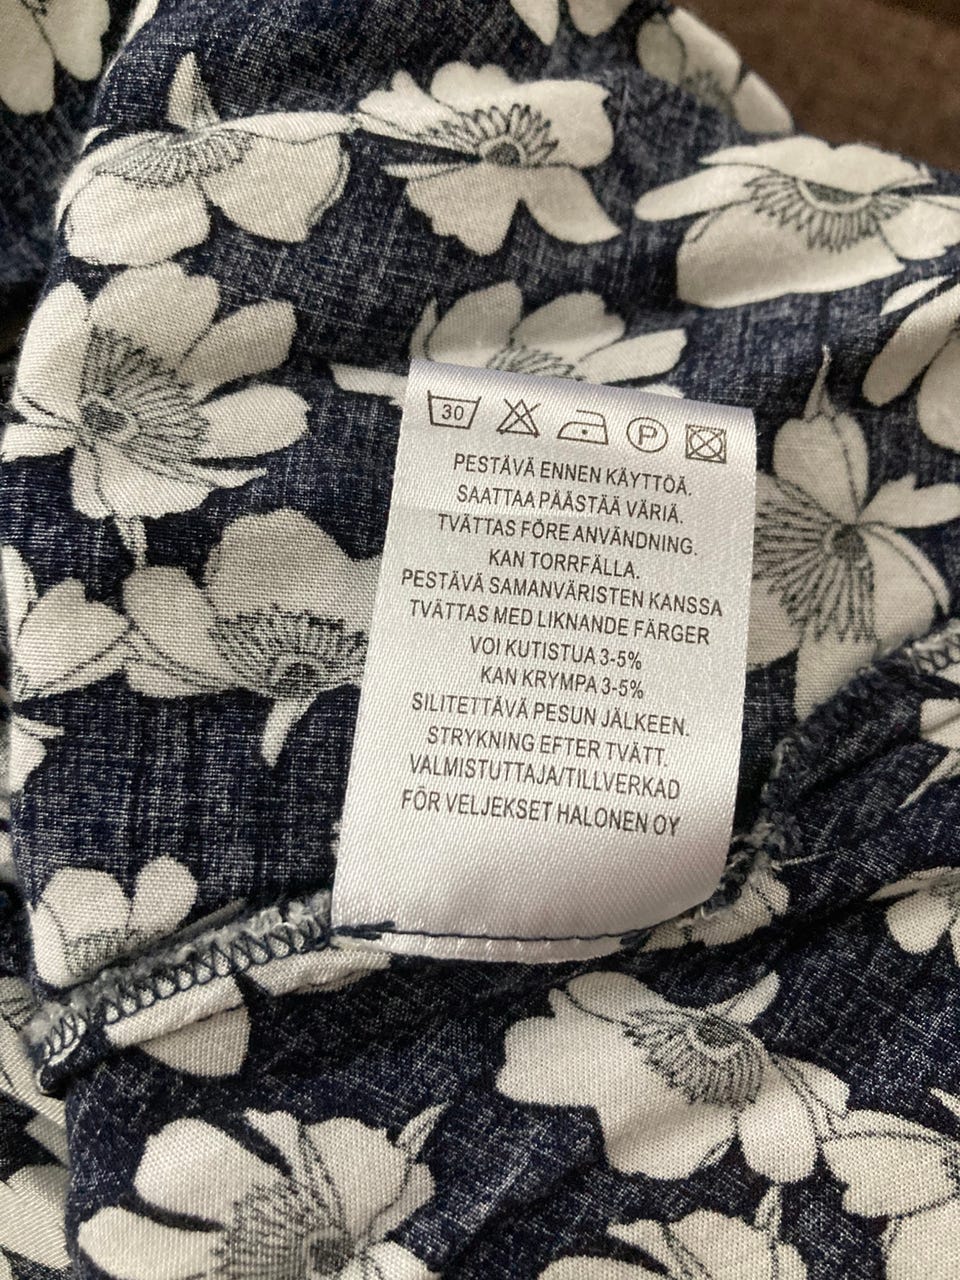 30 P
PESTÄVÄ ENNEN KÄYTTÖÄ.
SAATTAA PÄÄSTÄÄ VÄRIÄ.
TVÄTTAS FÖRE ANVÄNDNING.
KAN TORRFÄLLA.
PESTÄVÄ SAMANVÄRISTEN KANSSA
TVÄTTAS MED LIKNANDE FÄRGER
VOI KUTISTUA 3-5%
KAN KRYMPA 3-5%
SILITETTÄVÄ PESUN JÄLKEEN.
STRYKNING EFTER TVÄTT.
VALMISTUTTAJA/TILLVERKAD
FÖR VELJEKSET HALONEN OY